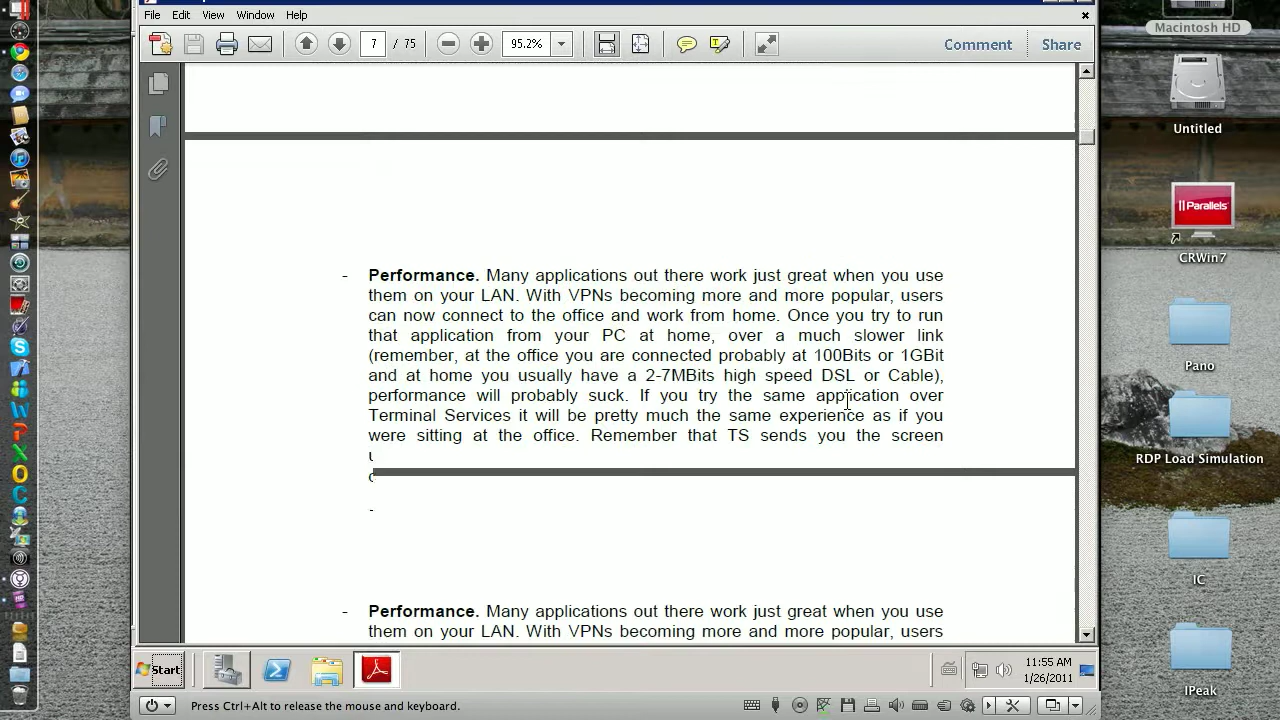 File Edit View Window Help
Macintosh HD
7 / 75 95.2% Comment Share
Untitled
Parallels
CRWin7
- Performance. Many applications out there work just great when you use
them on your LAN. With VPNs becoming more and more popular, users
can now connect to the office and work from home. Once you try to run
that application from your PC at home, over a much slower link
(remember, at the office you are connected probably at 100Bits or 1GBit
and at home you usually have a 2-7MBits high speed DSL or Cable),
performance will probably suck. If you try the same application over
Terminal Services it will be pretty much the same experience as if you
were sitting at the office. Remember that TS sends you the screen
Pano
RDP Load Simulation
IC
- Performance. Many applications out there work just great when you use
them on your LAN. With VPNs becoming more and more popular, users
IPeak
Start
11:55 AM
1/26/2011
Press Ctrl+Alt to release the mouse and keyboard.